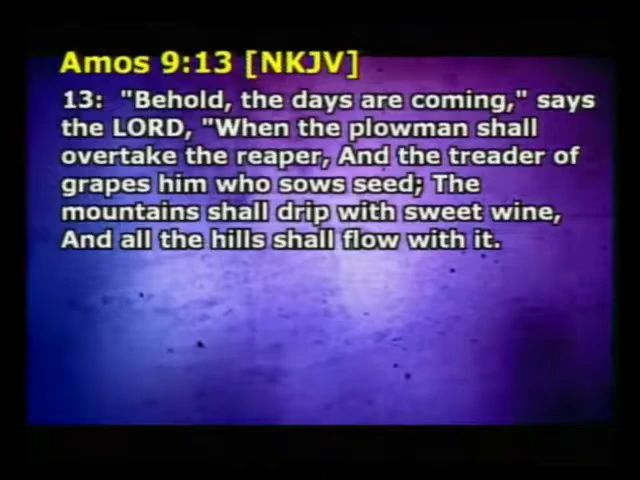 Amos 9:13 [NKJV]
13:  "Behold, the days are coming," says
the LORD, "When the plowman shall
overtake the reaper, And the treader of
grapes him who sows seed; The
mountains shall drip with sweet wine,
And all the hills shall flow with it.